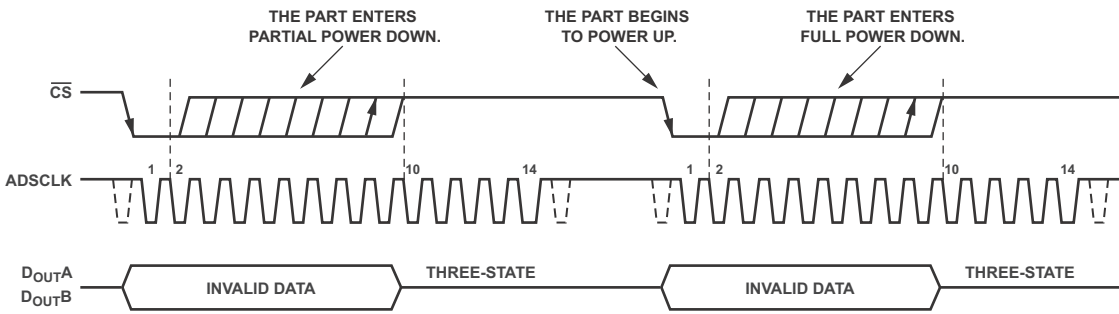 THE PART ENTERS
PARTIAL POWER DOWN.
THE PART BEGINS
TO POWER UP.
THE PART ENTERS
FULL POWER DOWN.
CS
ADSCLK
1
2
10
14
1
2
10
14
DOUTA
DOUTB
INVALID DATA
THREE-STATE
INVALID DATA
THREE-STATE